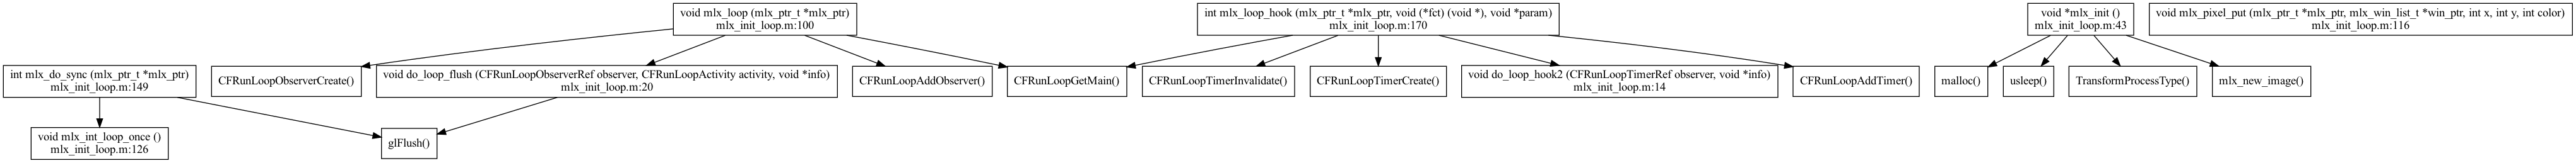 void mlx_loop (mlx_ptr_t *mlx_ptr)
mlx_init_loop.m:100
int mlx_loop_hook (mlx_ptr_t *mlx_ptr, void (*fct) (void *), void *param)
mlx_init_loop.m:170
void *mlx_init ()
mlx_init_loop.m:43
void mlx_pixel_put (mlx_ptr_t *mlx_ptr, mlx_win_list_t *win_ptr, int x, int y, int color)
mlx_init_loop.m:116
int mlx_do_sync (mlx_ptr_t *mlx_ptr)
mlx_init_loop.m:149
CFRunLoopObserverCreate()
void do_loop_flush (CFRunLoopObserverRef observer, CFRunLoopActivity activity, void *info)
mlx_init_loop.m:20
CFRunLoopAddObserver()
CFRunLoopGetMain()
CFRunLoopTimerInvalidate()
CFRunLoopTimerCreate()
void do_loop_hook2 (CFRunLoopTimerRef observer, void *info)
mlx_init_loop.m:14
CFRunLoopAddTimer()
malloc()
usleep()
TransformProcessType()
mlx_new_image()
void mlx_int_loop_once ()
mlx_init_loop.m:126
glFlush()